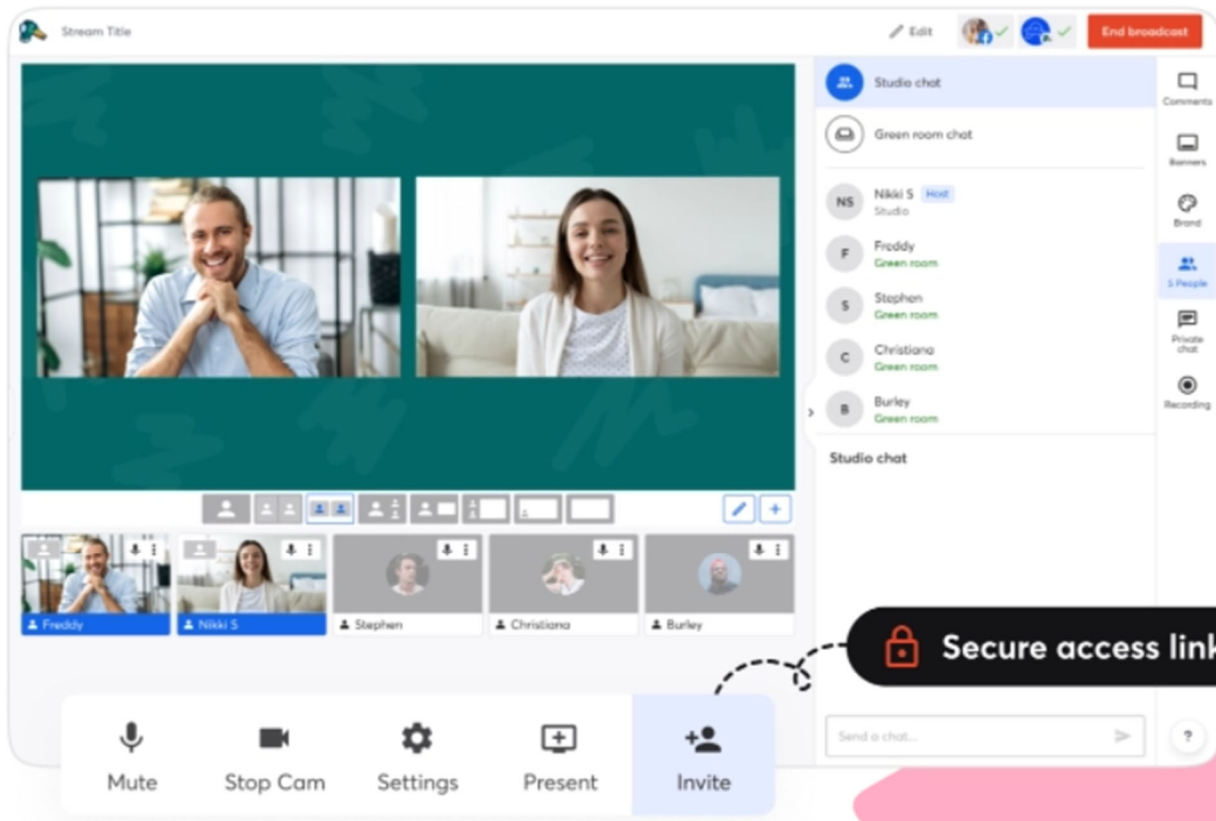 Stream Title
Edit
End broadcast
Studio chat
Green room chat
NS
Nikki S
Host
Studio
F
Freddy
Green room
S
Stephen
Green room
C
Christiana
Green room
B
Burley
Green room
Studio chat
Comments
Banners
Brand
5 People
Private
chat
Recording
Freddy
Nikki S
Stephen
Christiana
Burley
Secure access link
Send a chat...
?
Mute
Stop Cam
Settings
Present
Invite